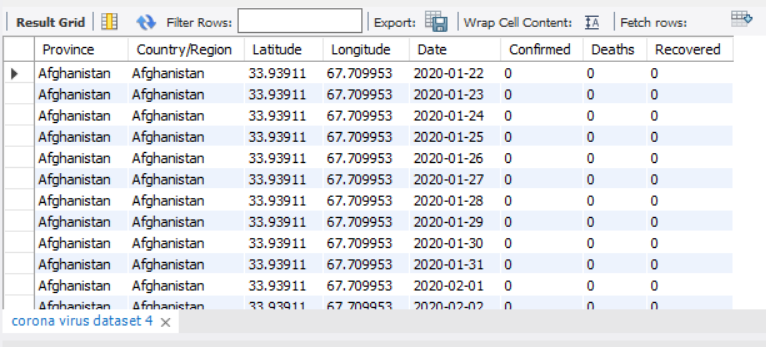 Result Grid Filter Rows: Export: Wrap Cell Content: Fetch rows:
Province Country/Region Latitude Longitude Date Confirmed Deaths Recovered
Afghanistan Afghanistan 33.93911 67.709953 2020-01-22 0 0 0
Afghanistan Afghanistan 33.93911 67.709953 2020-01-23 0 0 0
Afghanistan Afghanistan 33.93911 67.709953 2020-01-24 0 0 0
Afghanistan Afghanistan 33.93911 67.709953 2020-01-25 0 0 0
Afghanistan Afghanistan 33.93911 67.709953 2020-01-26 0 0 0
Afghanistan Afghanistan 33.93911 67.709953 2020-01-27 0 0 0
Afghanistan Afghanistan 33.93911 67.709953 2020-01-28 0 0 0
Afghanistan Afghanistan 33.93911 67.709953 2020-01-29 0 0 0
Afghanistan Afghanistan 33.93911 67.709953 2020-01-30 0 0 0
Afghanistan Afghanistan 33.93911 67.709953 2020-01-31 0 0 0
Afghanistan Afghanistan 33.93911 67.709953 2020-02-01 0 0 0
Afghanistan Afghanistan 33.93911 67.709953 2020-02-02 0 0 0
corona virus dataset 4